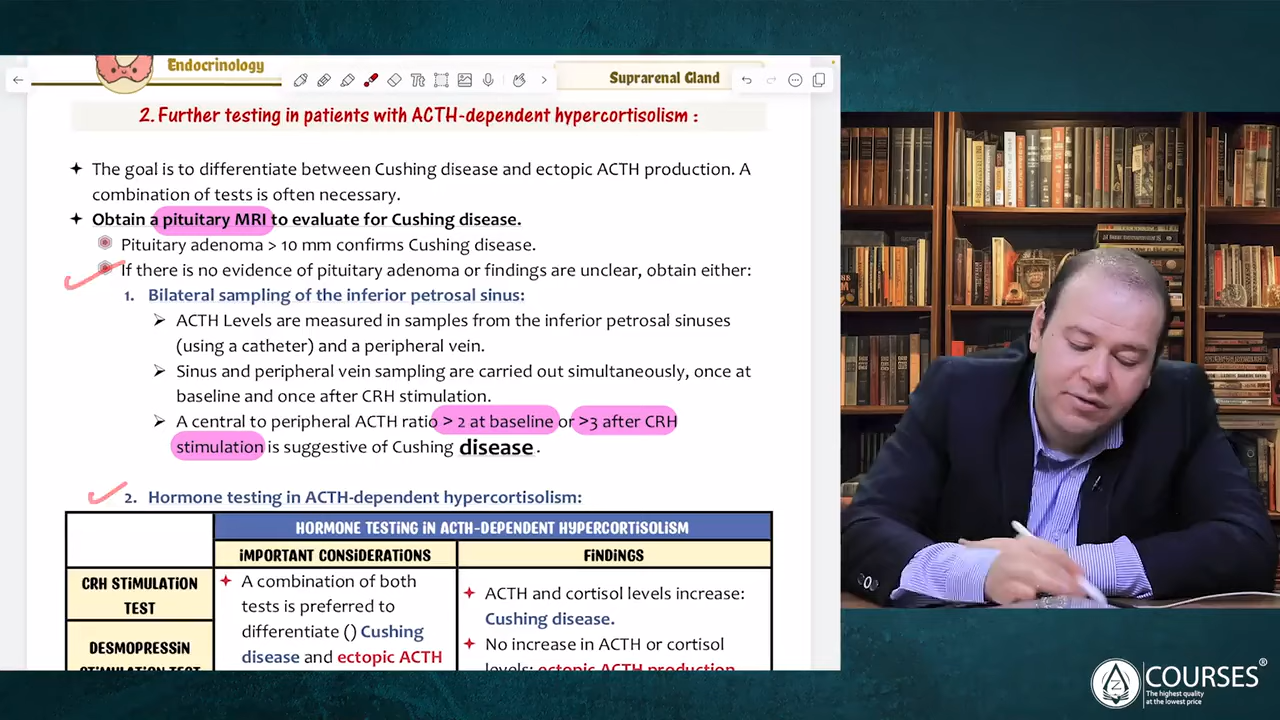 Endocrinology
Suprarenal Gland
2. Further testing in patients with ACTH-dependent hypercortisolism :
The goal is to differentiate between Cushing disease and ectopic ACTH production. A
combination of tests is often necessary.
Obtain a pituitary MRI to evaluate for Cushing disease.
Pituitary adenoma > 10 mm confirms Cushing disease.
If there is no evidence of pituitary adenoma or findings are unclear, obtain either:
1. Bilateral sampling of the inferior petrosal sinus:
ACTH Levels are measured in samples from the inferior petrosal sinuses
(using a catheter) and a peripheral vein.
Sinus and peripheral vein sampling are carried out simultaneously, once at
baseline and once after CRH stimulation.
A central to peripheral ACTH ratio > 2 at baseline or >3 after CRH
stimulation is suggestive of Cushing disease.
2. Hormone testing in ACTH-dependent hypercortisolism:
HORMONE TESTING IN ACTH-DEPENDENT HYPERCORTISOLISM
IMPORTANT CONSIDERATIONS
FINDINGS
CRH STIMULATION
TEST
A combination of both
tests is preferred to
differentiate () Cushing
disease and ectopic ACTH
ACTH and cortisol levels increase:
Cushing disease.
No increase in ACTH or cortisol
levels: ectopic ACTH production
DESMOPRESSIN
STIMULATION TEST
COURSES®
The highest quality
at the lowest price